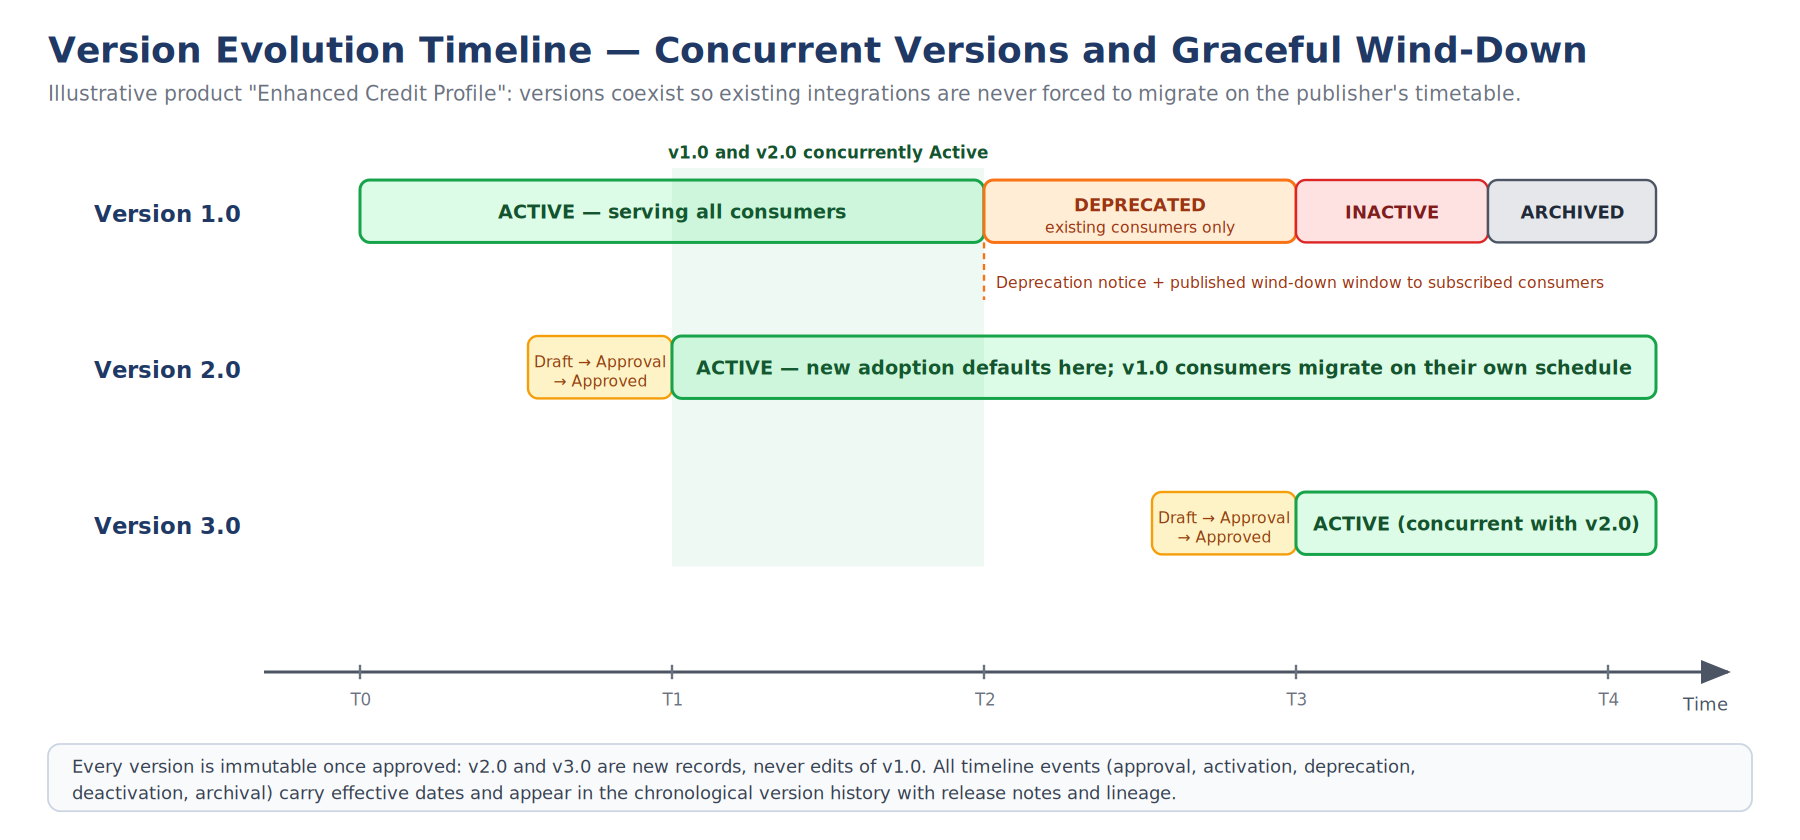 Version Evolution Timeline — Concurrent Versions and Graceful Wind-Down
Illustrative product "Enhanced Credit Profile": versions coexist so existing integrations are never forced to migrate on the publisher's timetable.
v1.0 and v2.0 concurrently Active
Version 1.0
ACTIVE — serving all consumers
DEPRECATED
existing consumers only
INACTIVE
ARCHIVED
Deprecation notice + published wind-down window to subscribed consumers
Version 2.0
Draft → Approval
→ Approved
ACTIVE — new adoption defaults here; v1.0 consumers migrate on their own schedule
Version 3.0
Draft → Approval
→ Approved
ACTIVE (concurrent with v2.0)
T0
T1
T2
T3
T4
Time
Every version is immutable once approved: v2.0 and v3.0 are new records, never edits of v1.0. All timeline events (approval, activation, deprecation,
deactivation, archival) carry effective dates and appear in the chronological version history with release notes and lineage.